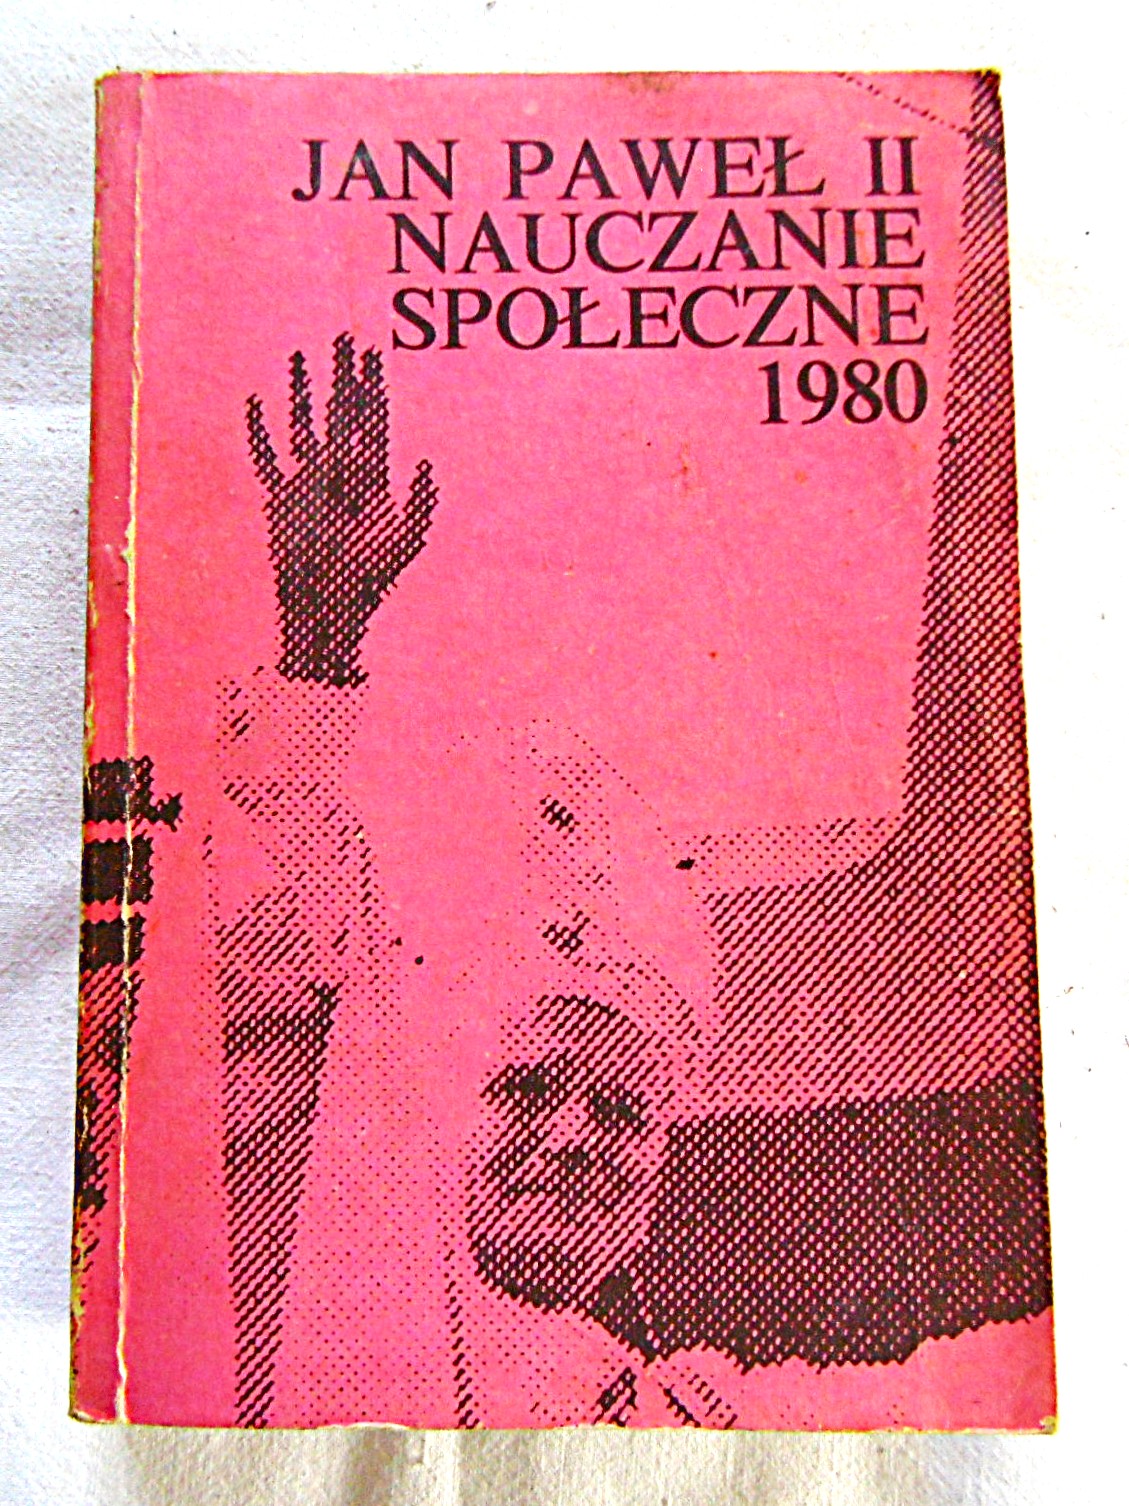 JAN PAWEŁ II
NAUCZANIE
SPOŁECZNE
1980